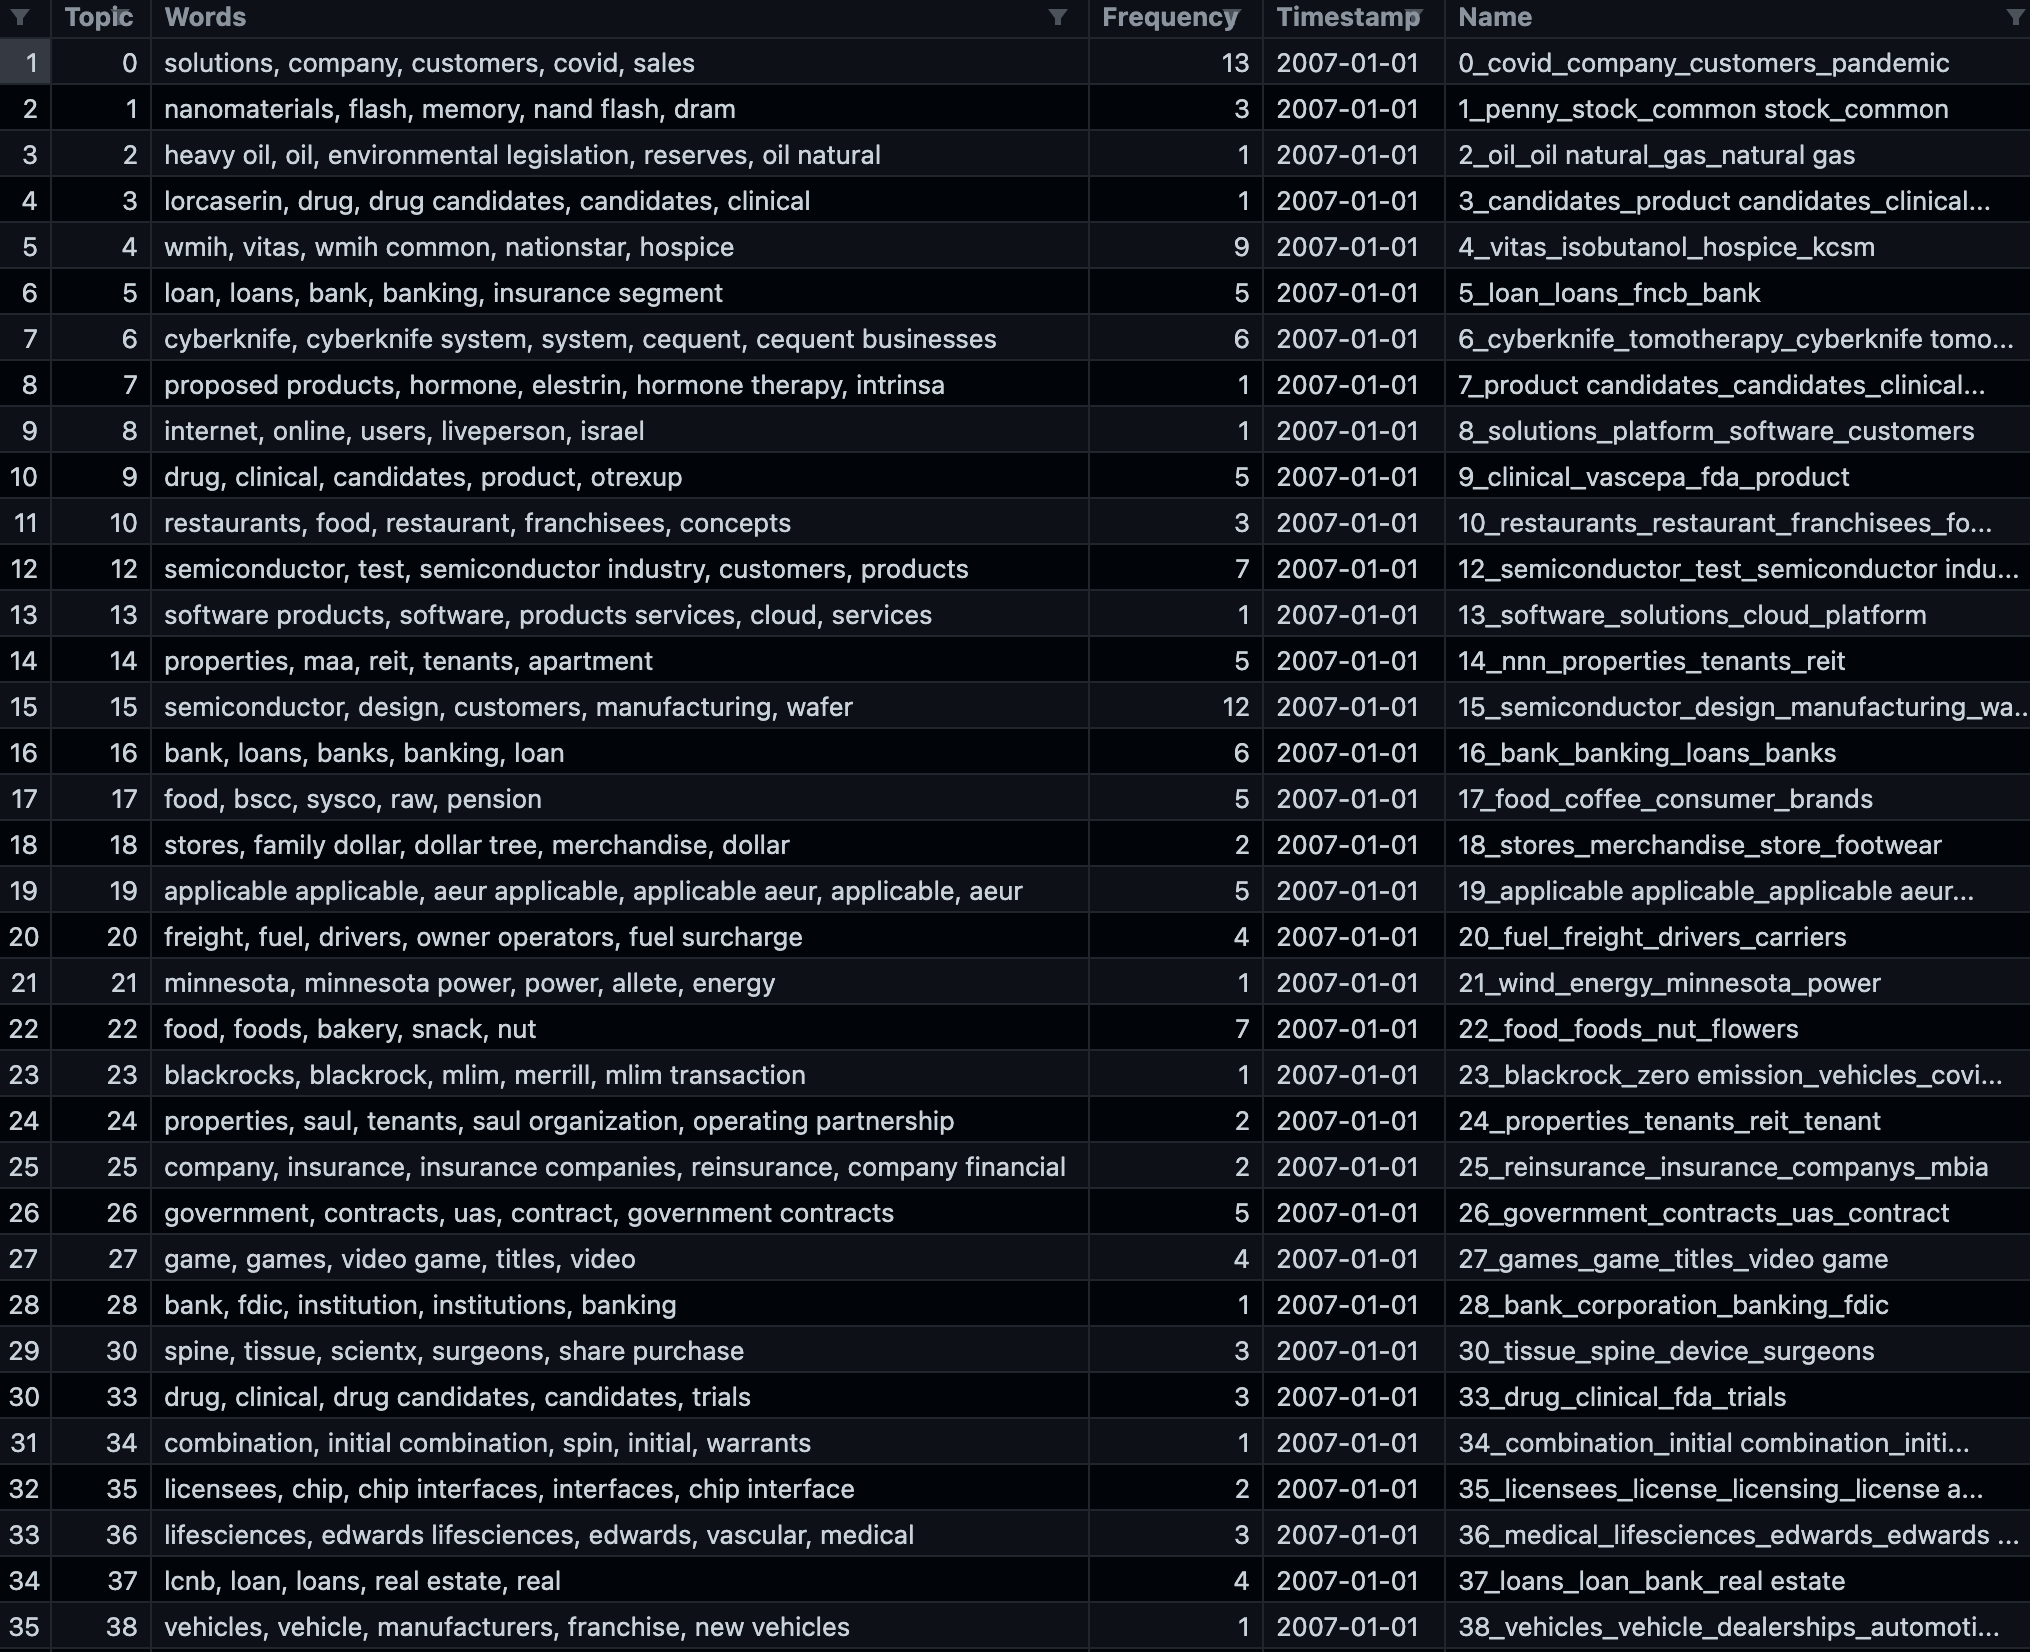 Topic Words Frequency Timestamp Name
1 0 solutions, company, customers, covid, sales 13 2007-01-01 0_covid_company_customers_pandemic
2 1 nanomaterials, flash, memory, nand flash, dram 3 2007-01-01 1_penny_stock_common stock_common
3 2 heavy oil, oil, environmental legislation, reserves, oil natural 1 2007-01-01 2_oil_oil natural_gas_natural gas
4 3 lorcaserin, drug, drug candidates, candidates, clinical 1 2007-01-01 3_candidates_product candidates_clinical...
5 4 wmih, vitas, wmih common, nationstar, hospice 9 2007-01-01 4_vitas_isobutanol_hospice_kcsm
6 5 loan, loans, bank, banking, insurance segment 5 2007-01-01 5_loan_loans_fncb_bank
7 6 cyberknife, cyberknife system, system, cequent, cequent businesses 6 2007-01-01 6_cyberknife_tomotherapy_cyberknife tomo...
8 7 proposed products, hormone, elestrin, hormone therapy, intrinsa 1 2007-01-01 7_product candidates_candidates_clinical...
9 8 internet, online, users, liveperson, israel 1 2007-01-01 8_solutions_platform_software_customers
10 9 drug, clinical, candidates, product, otrexup 5 2007-01-01 9_clinical_vascepa_fda_product
11 10 restaurants, food, restaurant, franchisees, concepts 3 2007-01-01 10_restaurants_restaurant_franchisees_fo...
12 12 semiconductor, test, semiconductor industry, customers, products 7 2007-01-01 12_semiconductor_test_semiconductor indu...
13 13 software products, software, products services, cloud, services 1 2007-01-01 13_software_solutions_cloud_platform
14 14 properties, maa, reit, tenants, apartment 5 2007-01-01 14_nnn_properties_tenants_reit
15 15 semiconductor, design, customers, manufacturing, wafer 12 2007-01-01 15_semiconductor_design_manufacturing_wa..
16 16 bank, loans, banks, banking, loan 6 2007-01-01 16_bank_banking_loans_banks
17 17 food, bscc, sysco, raw, pension 5 2007-01-01 17_food_coffee_consumer_brands
18 18 stores, family dollar, dollar tree, merchandise, dollar 2 2007-01-01 18_stores_merchandise_store_footwear
19 19 applicable applicable, aeur applicable, applicable aeur, applicable, aeur 5 2007-01-01 19_applicable applicable_applicable aeur...
20 20 freight, fuel, drivers, owner operators, fuel surcharge 4 2007-01-01 20_fuel_freight_drivers_carriers
21 21 minnesota, minnesota power, power, allete, energy 1 2007-01-01 21_wind_energy_minnesota_power
22 22 food, foods, bakery, snack, nut 7 2007-01-01 22_food_foods_nut_flowers
23 23 blackrocks, blackrock, mlim, merrill, mlim transaction 1 2007-01-01 23_blackrock_zero emission_vehicles_covi...
24 24 properties, saul, tenants, saul organization, operating partnership 2 2007-01-01 24_properties_tenants_reit_tenant
25 25 company, insurance, insurance companies, reinsurance, company financial 2 2007-01-01 25_reinsurance_insurance_companys_mbia
26 26 government, contracts, uas, contract, government contracts 5 2007-01-01 26_government_contracts_uas_contract
27 27 game, games, video game, titles, video 4 2007-01-01 27_games_game_titles_video game
28 28 bank, fdic, institution, institutions, banking 1 2007-01-01 28_bank_corporation_banking_fdic
29 30 spine, tissue, scientx, surgeons, share purchase 3 2007-01-01 30_tissue_spine_device_surgeons
30 33 drug, clinical, drug candidates, candidates, trials 3 2007-01-01 33_drug_clinical_fda_trials
31 34 combination, initial combination, spin, initial, warrants 1 2007-01-01 34_combination_initial combination_initi...
32 35 licensees, chip, chip interfaces, interfaces, chip interface 2 2007-01-01 35_licensees_license_licensing_license a...
33 36 lifesciences, edwards lifesciences, edwards, vascular, medical 3 2007-01-01 36_medical_lifesciences_edwards_edwards ...
34 37 lcnb, loan, loans, real estate, real 4 2007-01-01 37_loans_loan_bank_real estate
35 38 vehicles, vehicle, manufacturers, franchise, new vehicles 1 2007-01-01 38_vehicles_vehicle_dealerships_automoti...